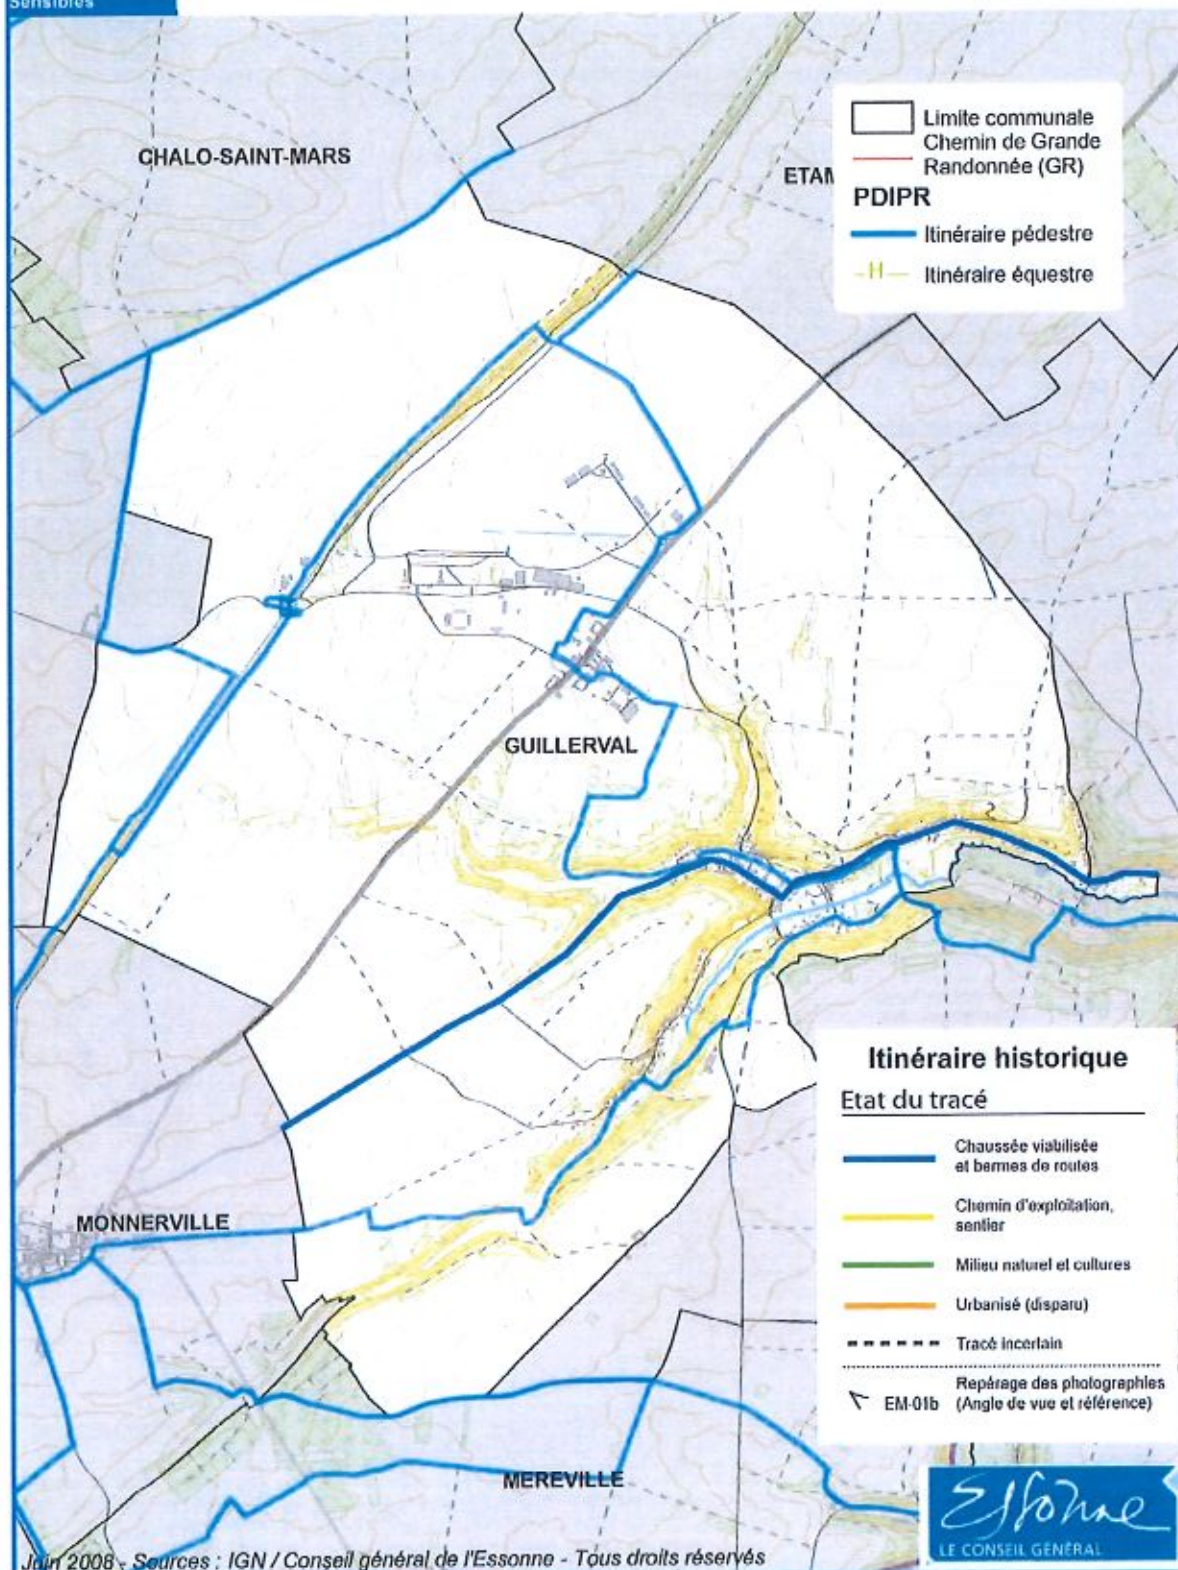 Sensibles
CHALO-SAINT-MARS
ETAM
Limite communale
Chemin de Grande
Randonnée (GR)
PDIPR
Itinéraire pédestre
H
Itinéraire équestre
GUILLERVAL
MONNERVILLE
MEREVILLE
Itinéraire historique
Etat du tracé
Chaussée viabilisée
et bermes de routes
Chemin d'exploitation,
sentier
Milieu naturel et cultures
Urbanisé (disparu)
Tracé incertain
Repérage des photographies
EM-01b (Angle de vue et référence)
Essonne
LE CONSEIL GÉNÉRAL
Juin 2008 - Sources : IGN / Conseil général de l'Essonne - Tous droits réservés